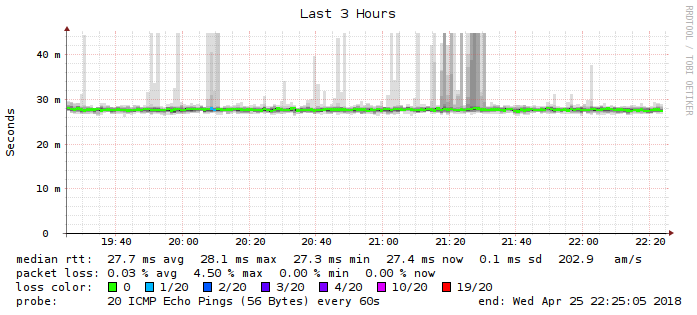 Last 3 Hours
RRDTOOL / TOBI OETIKER
Seconds
40 m
30 m
20 m
10 m
0
19:40 20:00 20:20 20:40 21:00 21:20 21:40 22:00 22:20
median rtt: 27.7 ms avg 28.1 ms max 27.3 ms min 27.4 ms now 0.1 ms sd 202.9 am/s
packet loss: 0.03 % avg 4.50 % max 0.00 % min 0.00 % now
loss color: 0 1/20 2/20 3/20 4/20 10/20 19/20
probe: 20 ICMP Echo Pings (56 Bytes) every 60s end: Wed Apr 25 22:25:05 2018